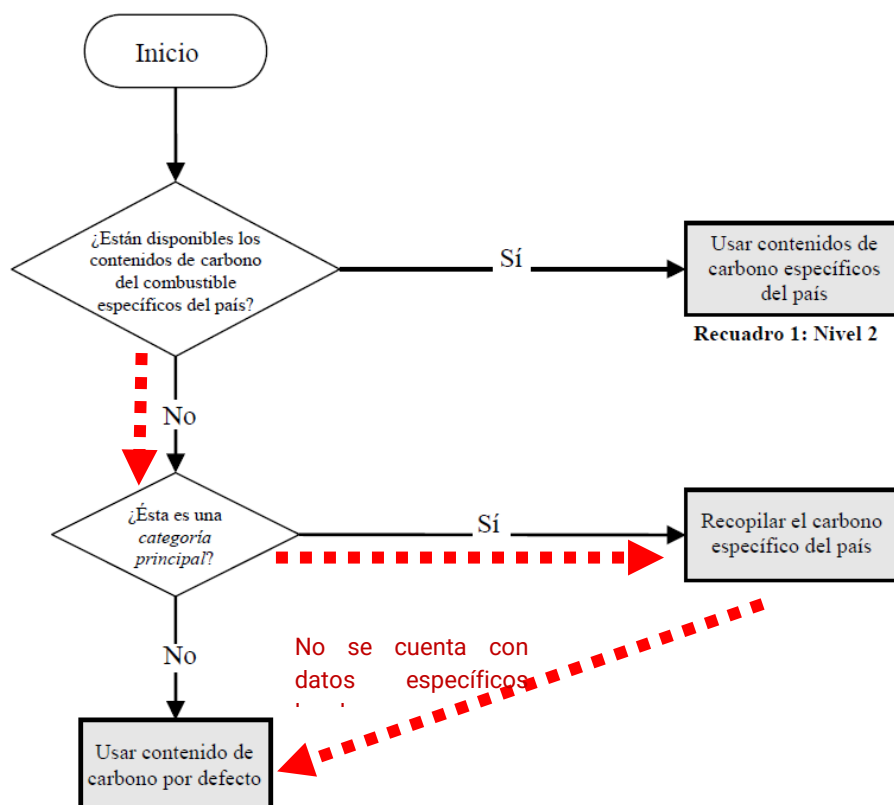 Inicio
¿Están disponibles los
contenidos de carbono
del combustible
específicos del país?
Sí
Usar contenidos de
carbono específicos
del país
Recuadro 1: Nivel 2
No
¿Ésta es una
categoría
principal?
Sí
Recopilar el carbono
específico del país
No
No se cuenta con
datos específicos
Usar contenido de
carbono por defecto